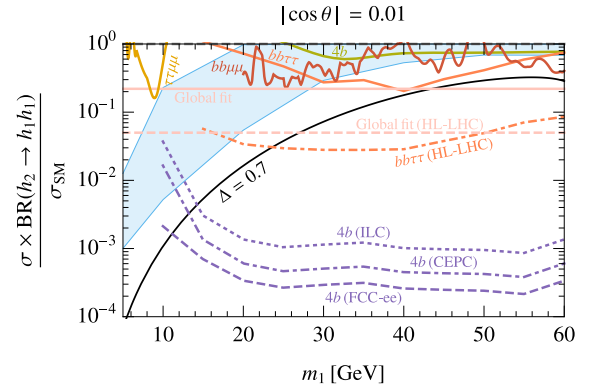 |cos θ| = 0.01
σ × BR(h₂ → h₁h₁)
σSM
10⁰
10⁻¹
10⁻²
10⁻³
10⁻⁴
ττμμ
bbμμ
bbττ
4b
Global fit
Global fit (HL-LHC)
bbττ (HL-LHC)
Δ = 0.7
4b (ILC)
4b (CEPC)
4b (FCC-ee)
10 20 30 40 50 60
m₁ [GeV]